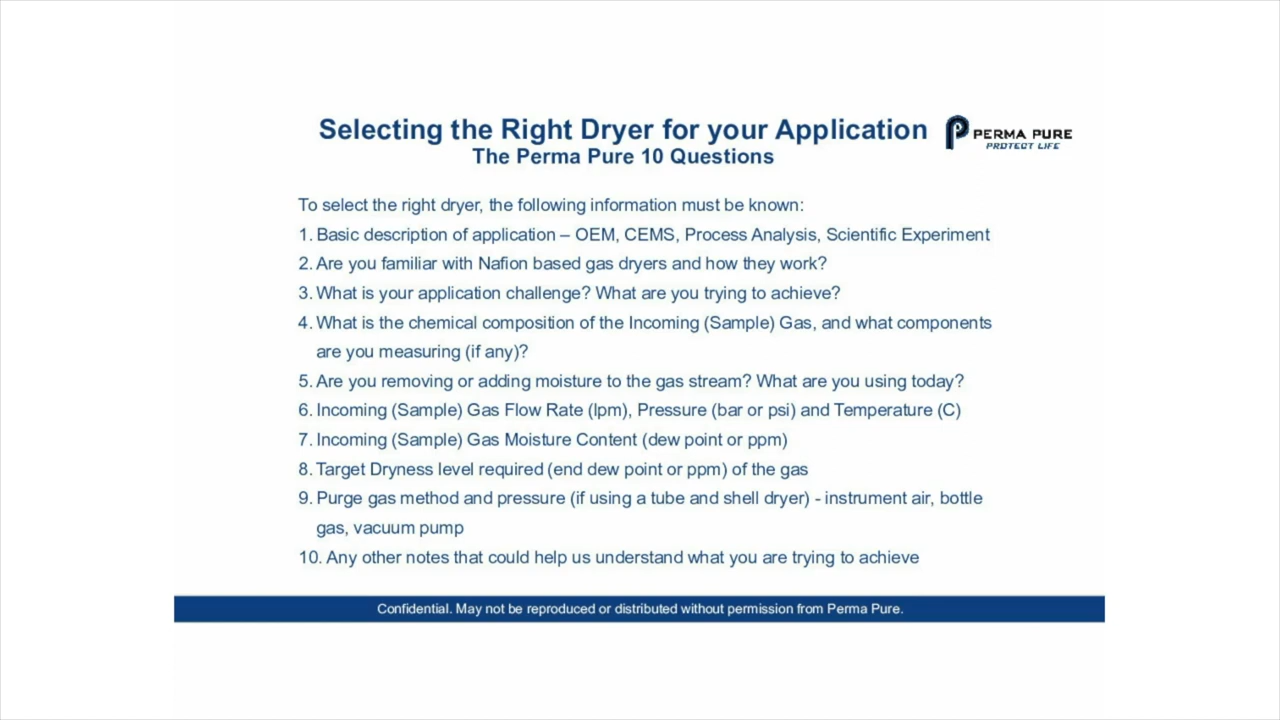 Selecting the Right Dryer for your Application
The Perma Pure 10 Questions
PERMA PURE
PROTECT LIFE
To select the right dryer, the following information must be known:
1. Basic description of application – OEM, CEMS, Process Analysis, Scientific Experiment
2. Are you familiar with Nafion based gas dryers and how they work?
3. What is your application challenge? What are you trying to achieve?
4. What is the chemical composition of the Incoming (Sample) Gas, and what components
are you measuring (if any)?
5. Are you removing or adding moisture to the gas stream? What are you using today?
6. Incoming (Sample) Gas Flow Rate (lpm), Pressure (bar or psi) and Temperature (C)
7. Incoming (Sample) Gas Moisture Content (dew point or ppm)
8. Target Dryness level required (end dew point or ppm) of the gas
9. Purge gas method and pressure (if using a tube and shell dryer) - instrument air, bottle
gas, vacuum pump
10. Any other notes that could help us understand what you are trying to achieve
Confidential. May not be reproduced or distributed without permission from Perma Pure.